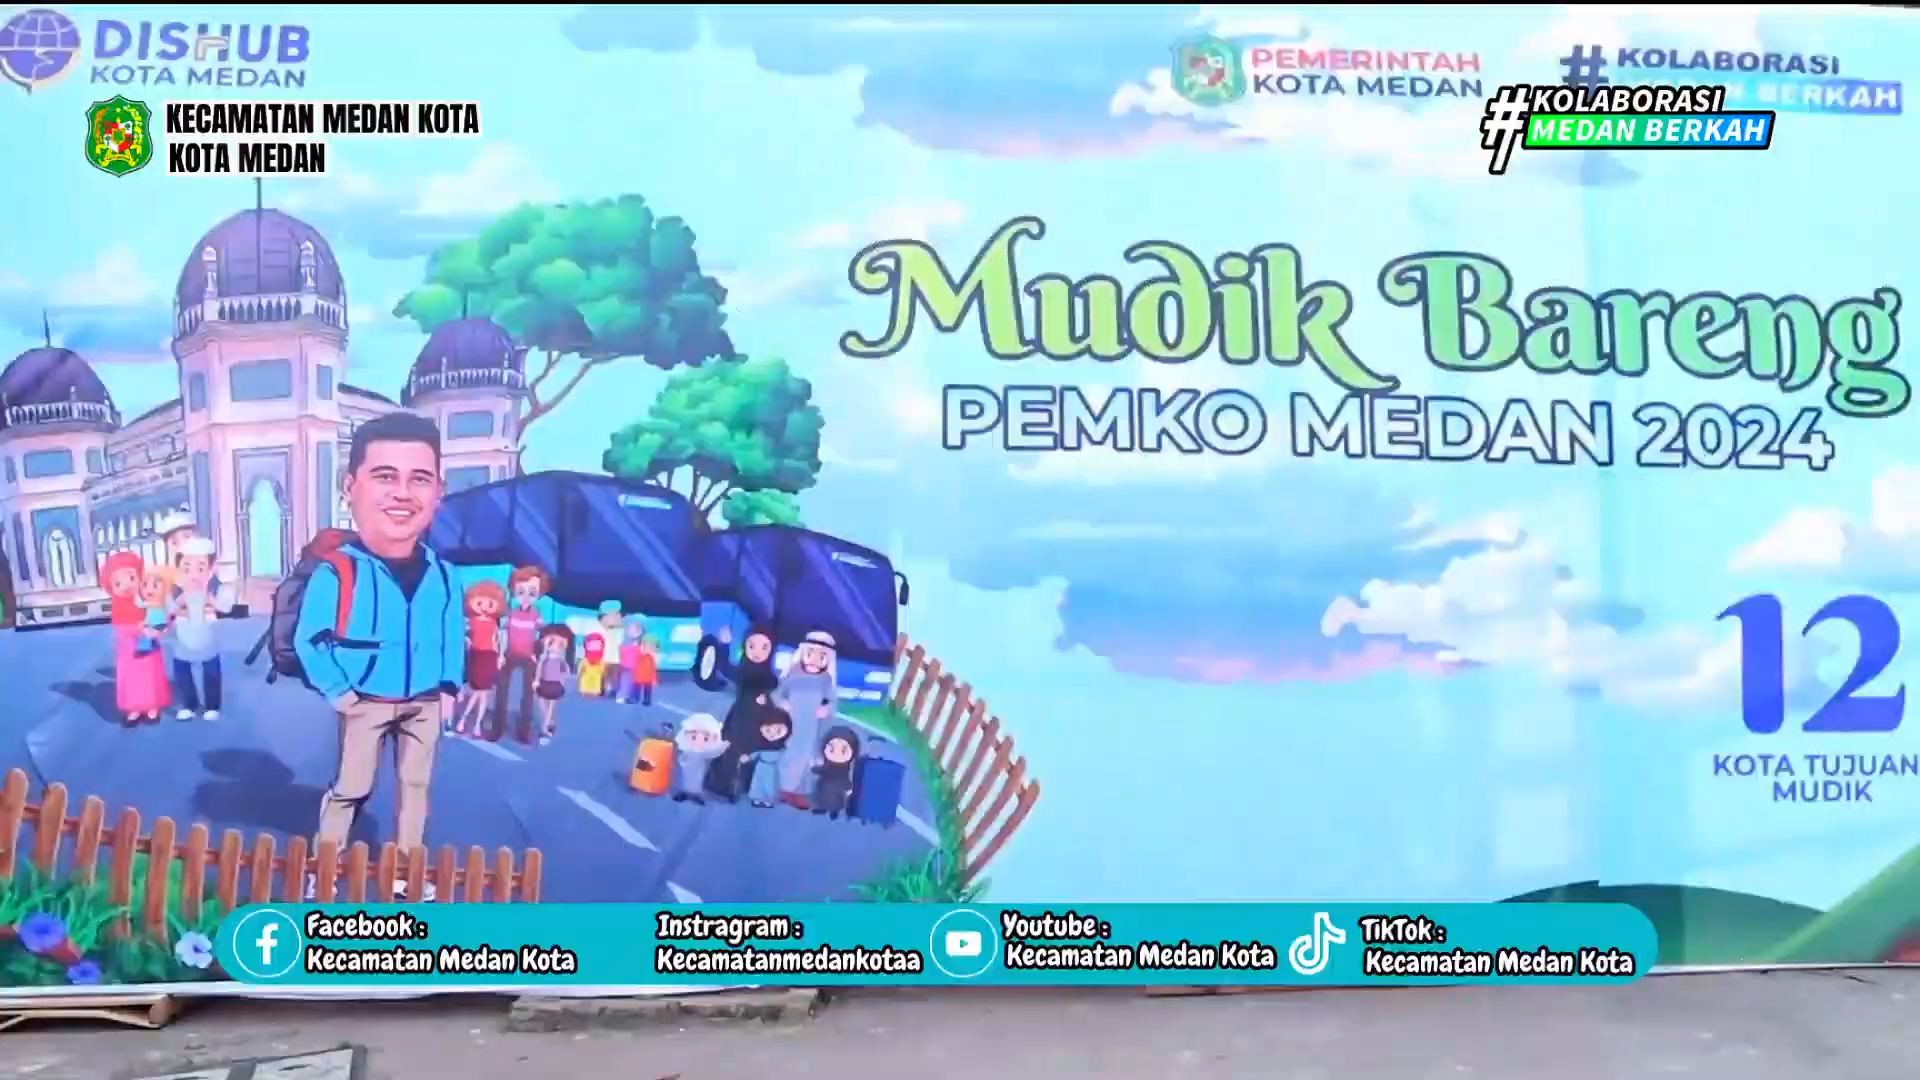 DISHUB
KOTA MEDAN
KECAMATAN MEDAN KOTA
KOTA MEDAN
PEMERINTAH
KOTA MEDAN
#KOLABORASI
BERKAH
#KOLABORASI
MEDAN BERKAH
Mudik Bareng
PEMKO MEDAN 2024
12
KOTA TUJUAN
MUDIK
Facebook :
Kecamatan Medan Kota
Instragram :
Kecamatanmedankotaa
Youtube :
Kecamatan Medan Kota
TikTok :
Kecamatan Medan Kota